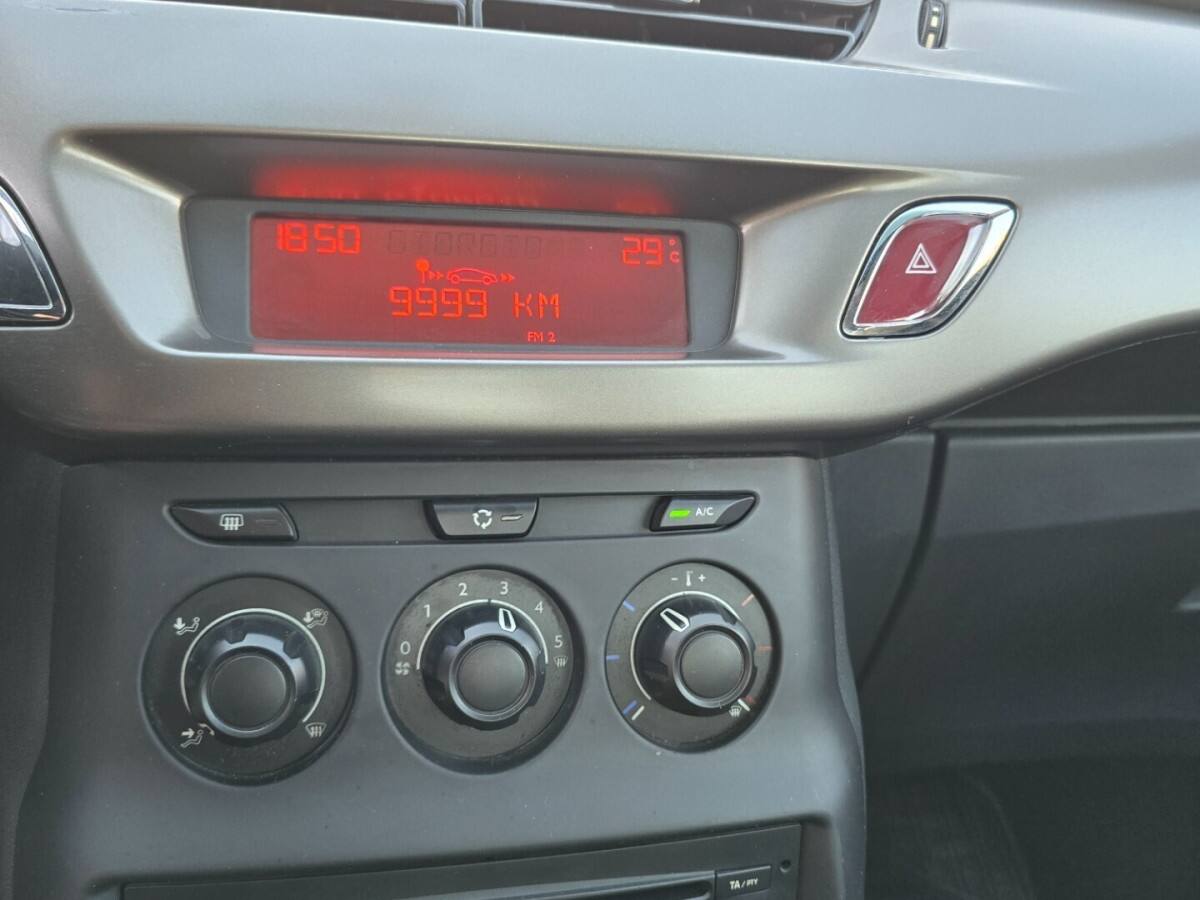 18 50 29°C
9999 KM
FM 2
A/C
0 1 2 3 4 5
- +
TA / PTY